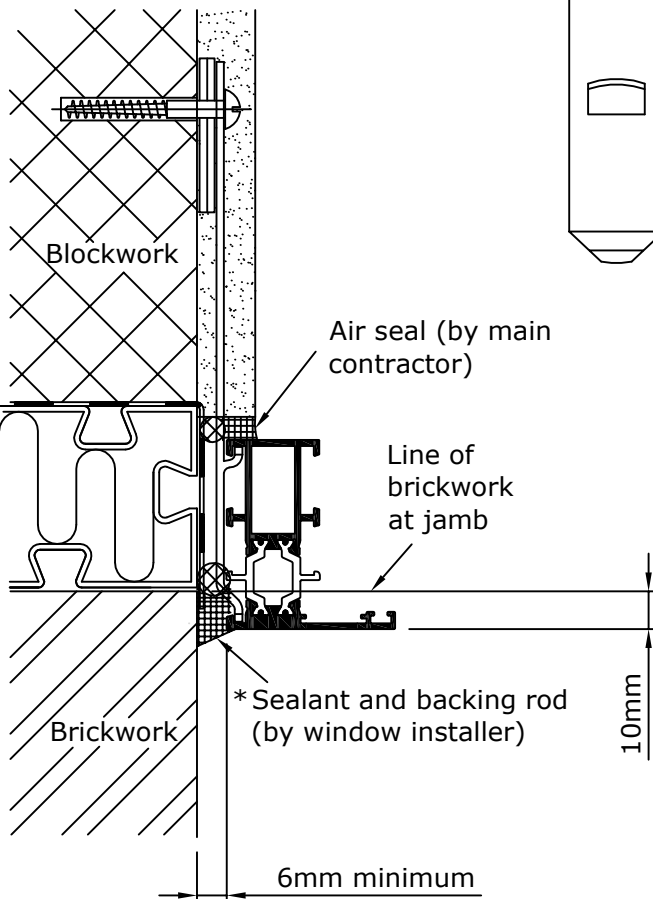 Blockwork
Air seal (by main
contractor)
Line of
brickwork
at jamb
* Sealant and backing rod
(by window installer)
Brickwork
10mm
6mm minimum